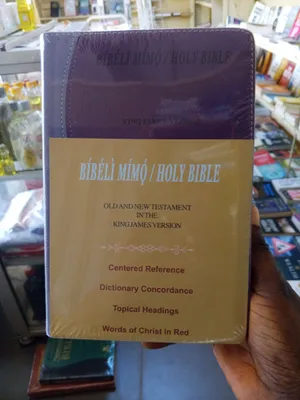 BÍBÉLÌ MÍMỌ́ / HOLY BIBLE
KING JAMES VERSION
BÍBÉLÌ MÍMỌ́ / HOLY BIBLE
OLD AND NEW TESTAMENT
IN THE
KING JAMES VERSION
Centered Reference
Dictionary Concordance
Topical Headings
Words of Christ in Red